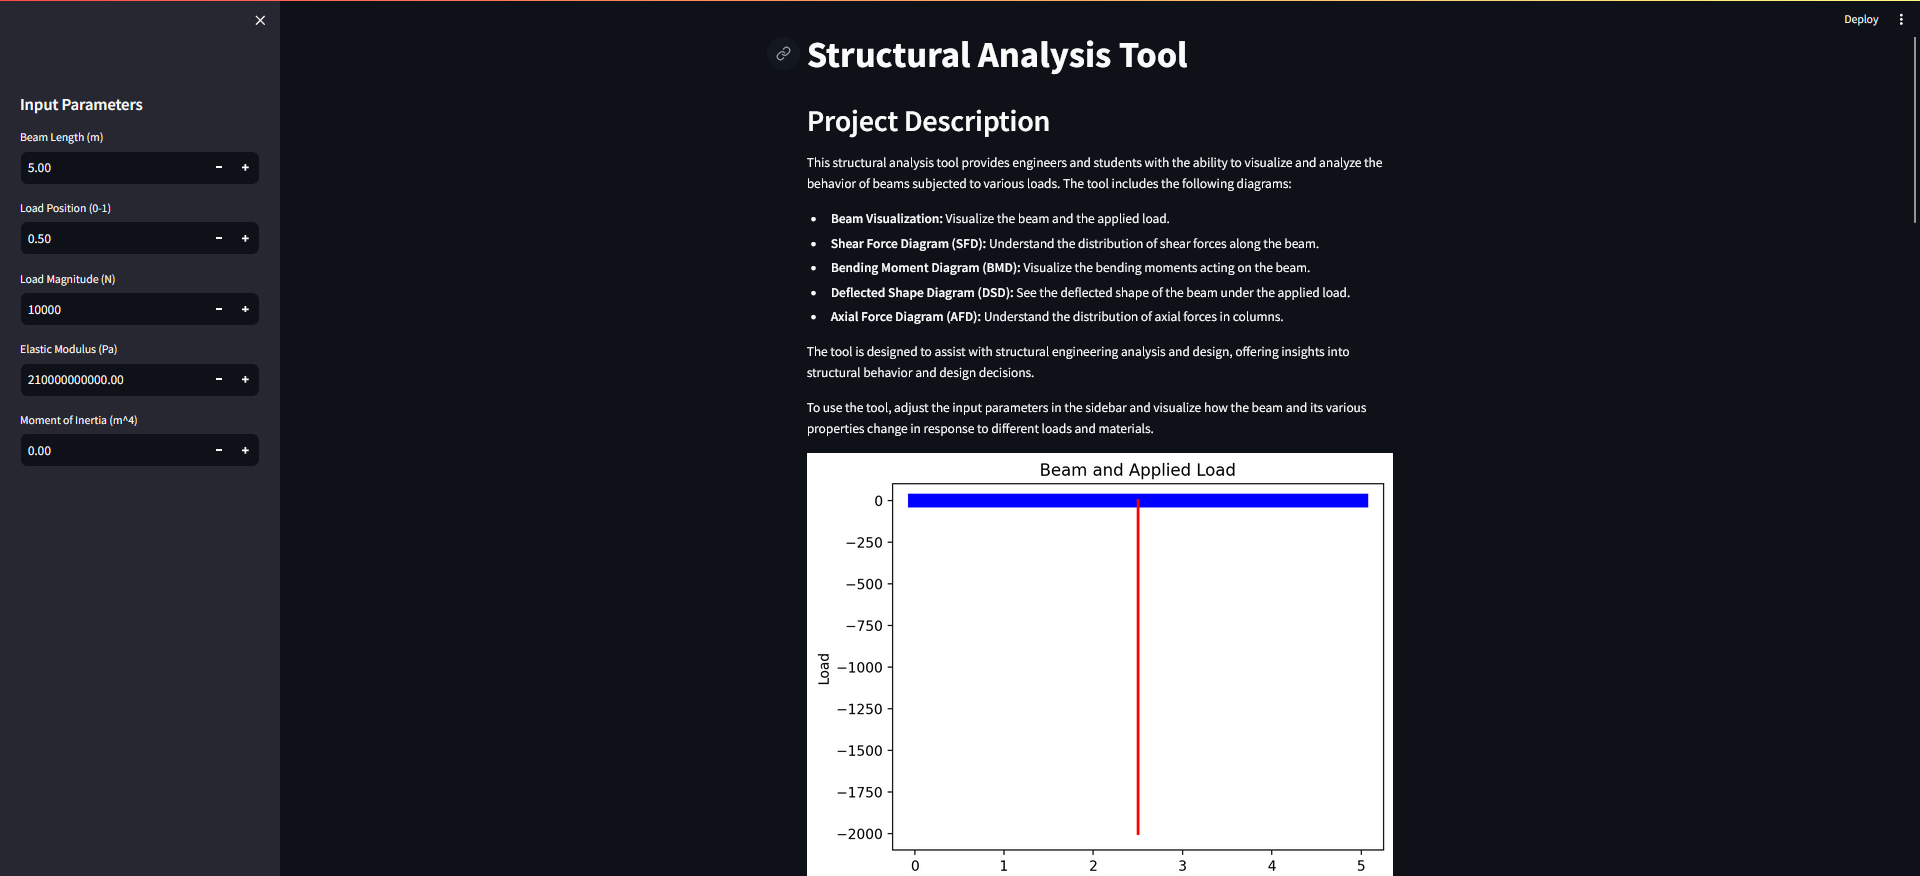 Deploy
Input Parameters
Beam Length (m)
5.00
Load Position (0-1)
0.50
Load Magnitude (N)
10000
Elastic Modulus (Pa)
210000000000.00
Moment of Inertia (m^4)
0.00
Structural Analysis Tool
Project Description
This structural analysis tool provides engineers and students with the ability to visualize and analyze the
behavior of beams subjected to various loads. The tool includes the following diagrams:
• Beam Visualization: Visualize the beam and the applied load.
• Shear Force Diagram (SFD): Understand the distribution of shear forces along the beam.
• Bending Moment Diagram (BMD): Visualize the bending moments acting on the beam.
• Deflected Shape Diagram (DSD): See the deflected shape of the beam under the applied load.
• Axial Force Diagram (AFD): Understand the distribution of axial forces in columns.
The tool is designed to assist with structural engineering analysis and design, offering insights into
structural behavior and design decisions.
To use the tool, adjust the input parameters in the sidebar and visualize how the beam and its various
properties change in response to different loads and materials.
Beam and Applied Load
0
−250
−500
−750
−1000
−1250
−1500
−1750
−2000
Load
0 1 2 3 4 5